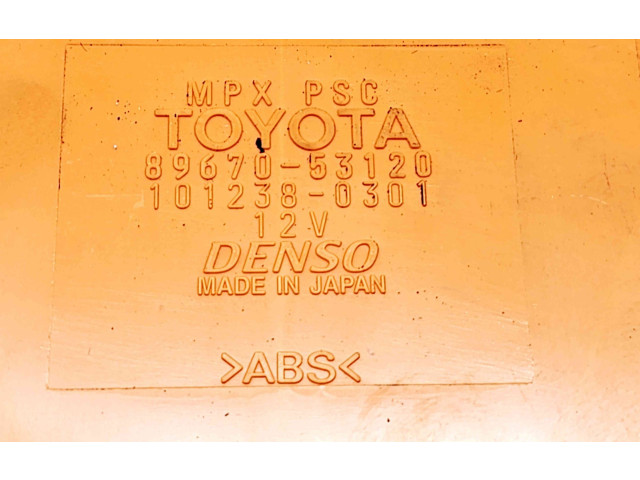 MPX PSC
TOYOTA
89670-53120
101238-0301
12V
DENSO
MADE IN JAPAN
>ABS<